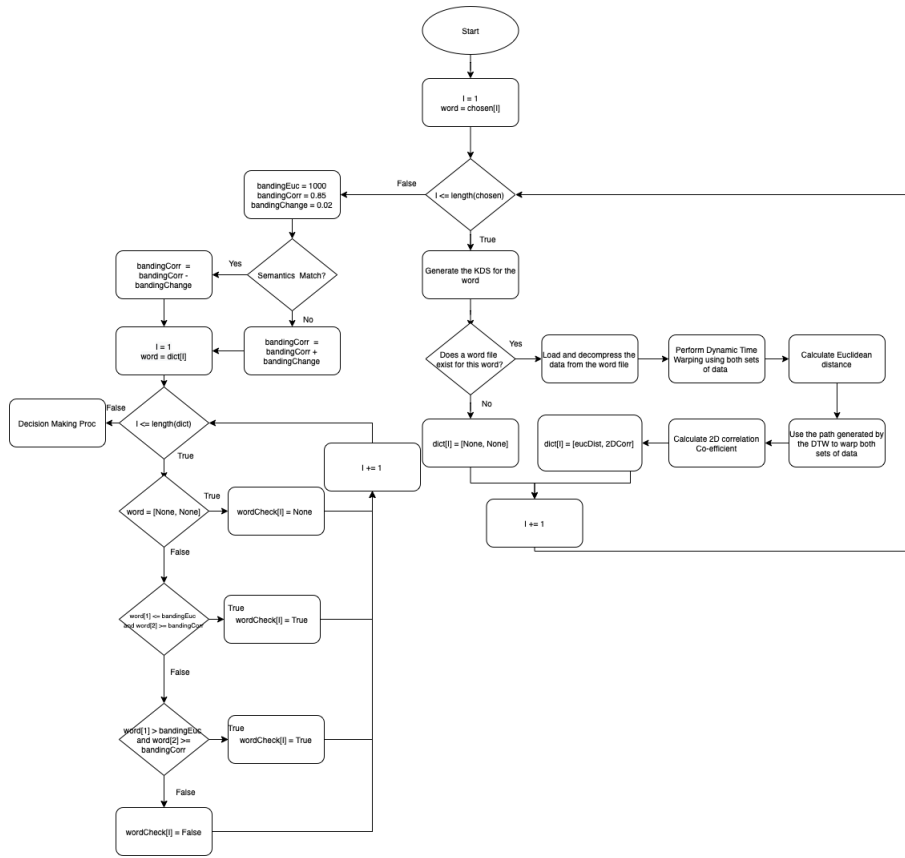 Start
I = 1
word = chosen[I]
I <= length(chosen)
False
True
bandingEuc = 1000
bandingCorr = 0.85
bandingChange = 0.02
Semantics  Match?
Yes
No
bandingCorr  =
bandingCorr -
bandingChange
bandingCorr =
bandingCorr +
bandingChange
I = 1
word = dict[I]
Generate the KDS for the
word
Does a word file
exist for this word?
Yes
No
Load and decompress the
data from the word file
Perform Dynamic Time
Warping using both sets
of data
Calculate Euclidean
distance
Use the path generated by
the DTW to warp both
sets of data
Calculate 2D correlation
Co-efficient
dict[I] = [eucDist, 2DCorr]
dict[I] = [None, None]
I += 1
I <= length(dict)
False
Decision Making Proc
True
I += 1
word = [None, None]
True
wordCheck[I] = None
False
word[1] <= bandingEuc
and word[2] >= bandingCorr
True
wordCheck[I] = True
False
word[1] > bandingEuc
and word[2] >=
bandingCorr
True
wordCheck[I] = True
False
wordCheck[I] = False